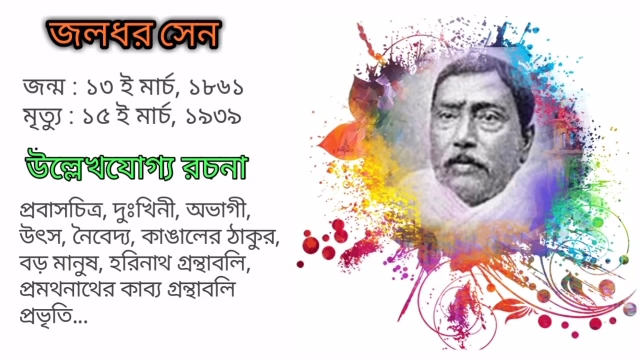 জলধর সেন
জন্ম : ১৩ ই মার্চ, ১৮৬১
মৃত্যু : ১৫ ই মার্চ, ১৯৩৯
উল্লেখযোগ্য রচনা
প্রবাসচিত্র, দুঃখিনী, অভাগী,
উৎস, নৈবেদ্য, কাঙালের ঠাকুর,
বড় মানুষ, হরিনাথ গ্রন্থাবলি,
প্রমথনাথের কাব্য গ্রন্থাবলি
প্রভৃতি...